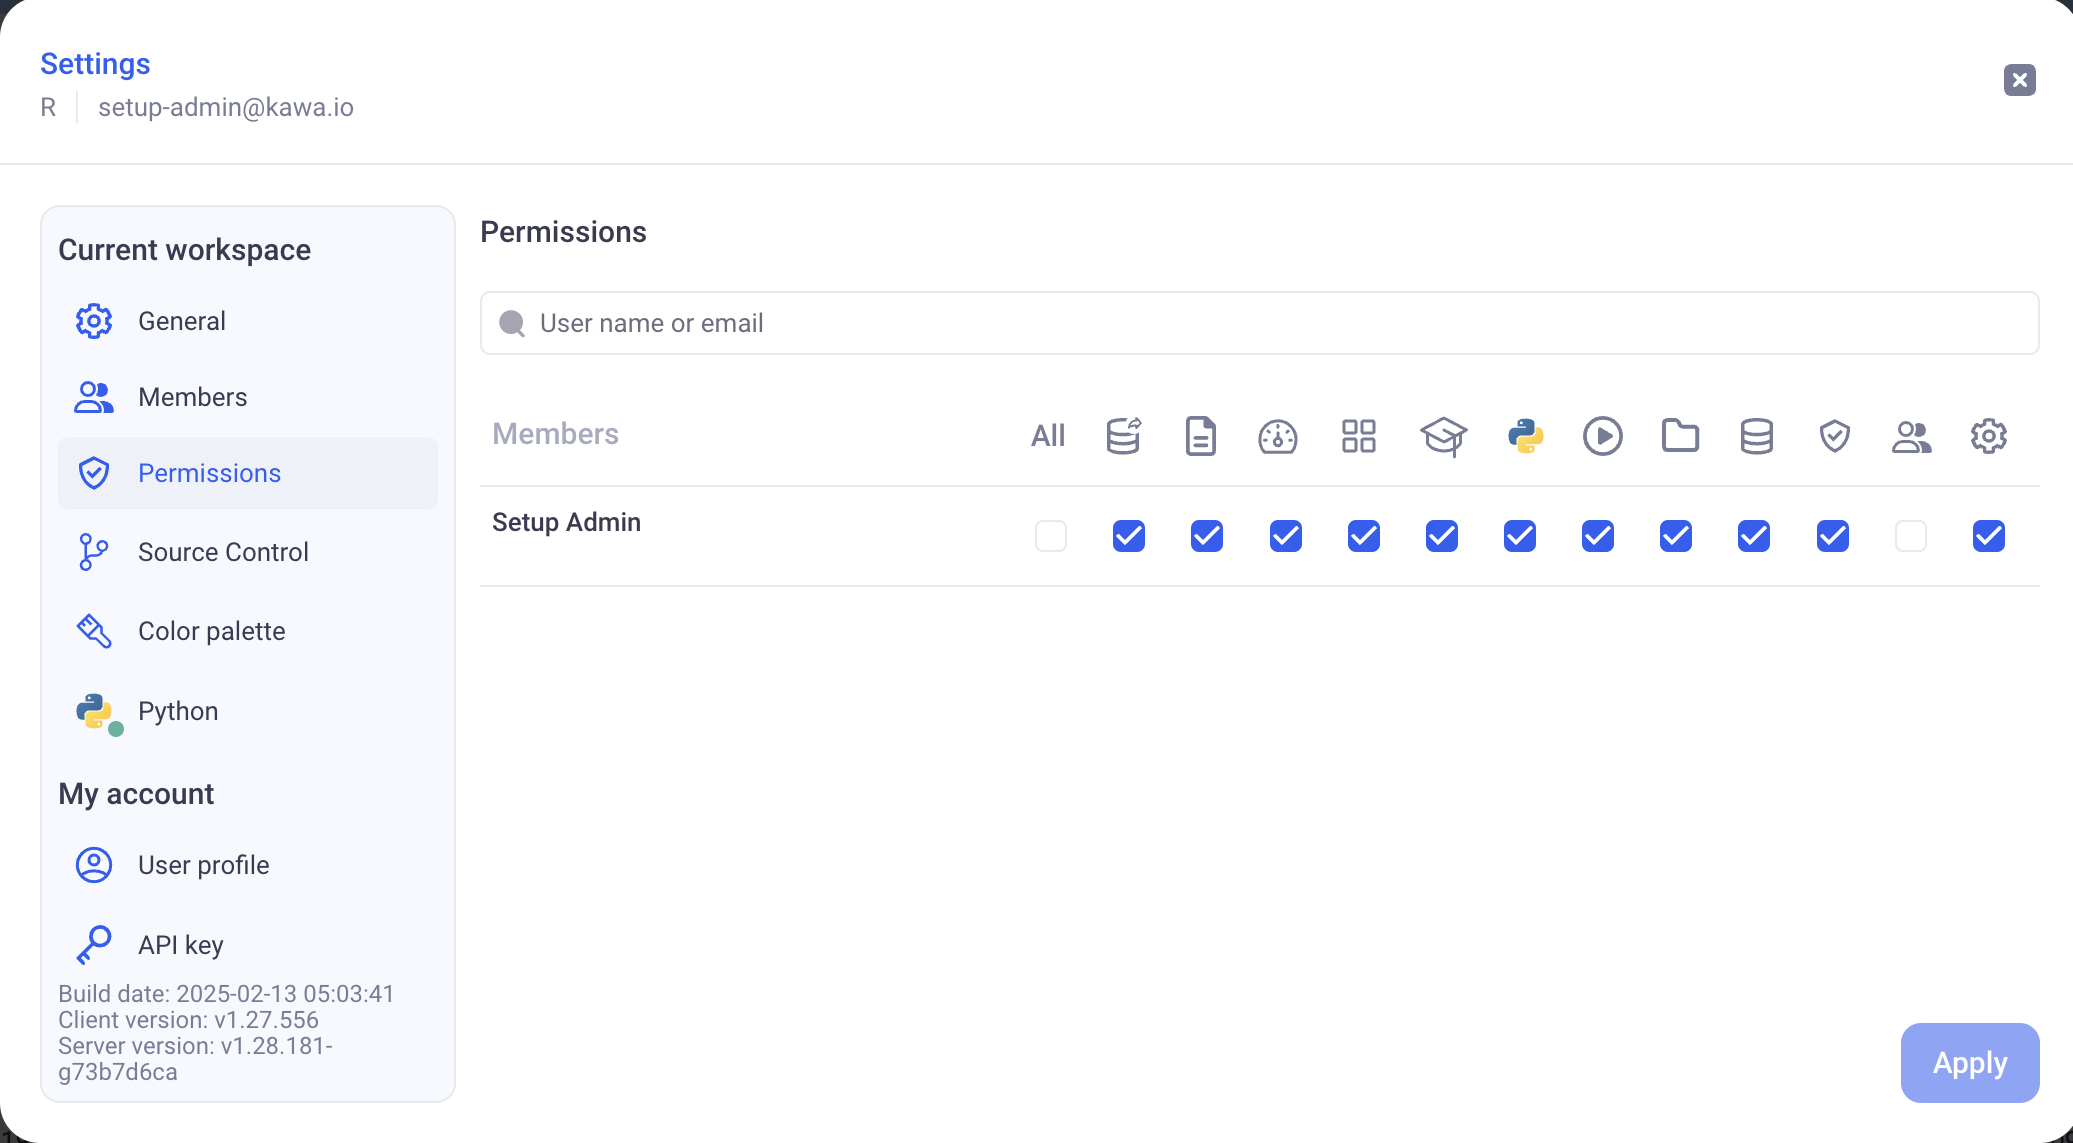 Settings
R
setup-admin@kawa.io
Current workspace
General
Members
Permissions
Source Control
Color palette
Python
My account
User profile
API key
Build date: 2025-02-13 05:03:41
Client version: v1.27.556
Server version: v1.28.181-
g73b7d6ca
Permissions
User name or email
Members All
Setup Admin
Apply